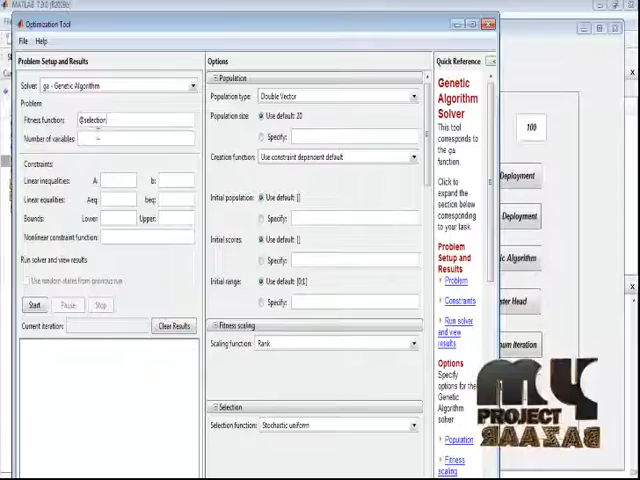 MATLAB 7.9.0 (R2009b)
Optimization Tool
File Help
Problem Setup and Results
Solver: ga - Genetic Algorithm
Problem
Fitness function: @selection
Number of variables:
Constraints:
Linear inequalities: A: b:
Linear equalities: Aeq: beq:
Bounds: Lower: Upper:
Nonlinear constraint function:
Run solver and view results
Use random states from previous run
Start Pause Stop
Current iteration: Clear Results
Options
Population
Population type: Double Vector
Population size: Use default: 20
Specify:
Creation function: Use constraint dependent default
Initial population: Use default: []
Specify:
Initial scores: Use default: []
Specify:
Initial range: Use default: [0;1]
Specify:
Fitness scaling
Scaling function: Rank
Selection
Selection function: Stochastic uniform
Quick Reference
Genetic
Algorithm
Solver
This tool
corresponds to
the ga
function.
Click to
expand the
section below
corresponding to
your task.
Problem
Setup and
Results
Problem
Constraints
Run solver
and view
results
Options
Specify
options for the
Genetic
Algorithm
solver.
Population
Fitness
scaling
100
Deployment
Deployment
ic Algorithm
ster Head
num Iteration
MY
PROJECT
BAZAAR